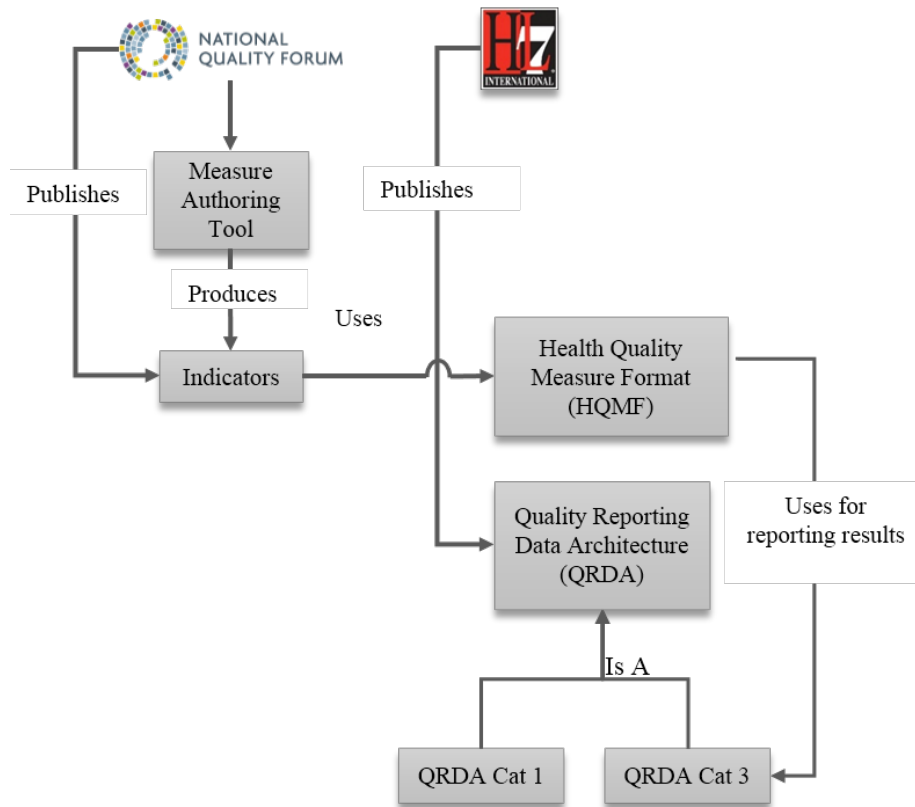 NATIONAL
QUALITY FORUM
HL7
INTERNATIONAL
Publishes
Measure
Authoring
Tool
Publishes
Produces
Uses
Indicators
Health Quality
Measure Format
(HQMF)
Quality Reporting
Data Architecture
(QRDA)
Uses for
reporting results
Is A
QRDA Cat 1
QRDA Cat 3